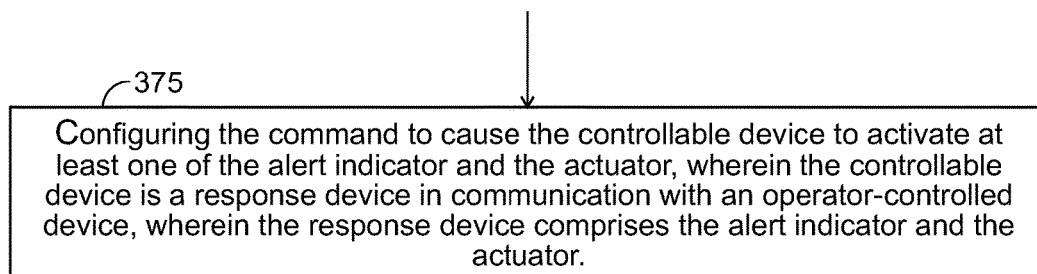 375
Configuring the command to cause the controllable device to activate at
least one of the alert indicator and the actuator, wherein the controllable
device is a response device in communication with an operator-controlled
device, wherein the response device comprises the alert indicator and the
actuator.